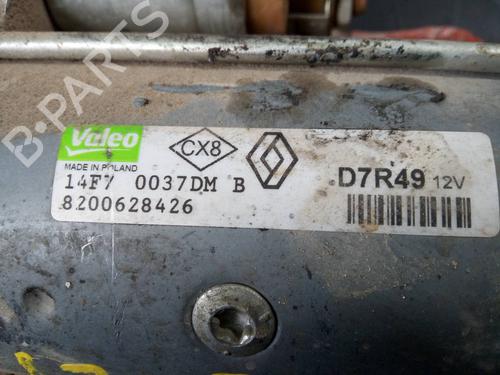 B-PARTS
Valeo
MADE IN POLAND
CX8
14F7 0037DM B
8200628426
D7R49 12V